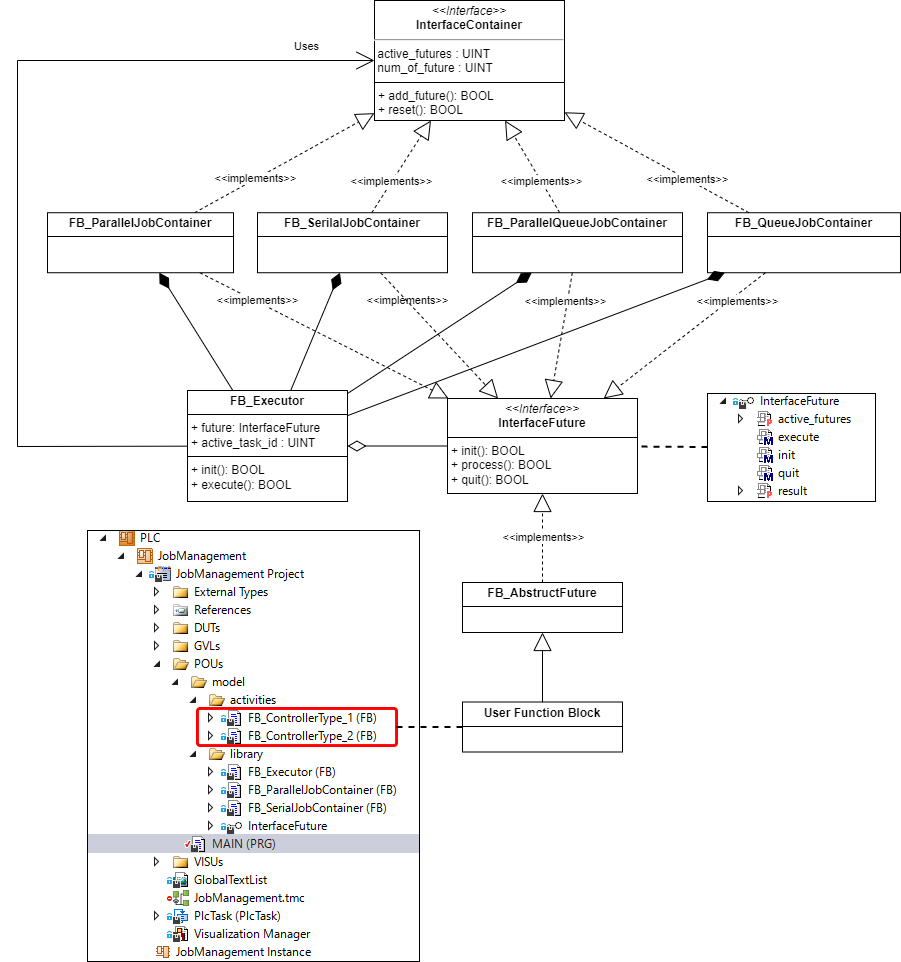 <<Interface>>
InterfaceContainer
active_futures : UINT
num_of_future : UINT
+ add_future(): BOOL
+ reset(): BOOL
Uses
<<implements>>
<<implements>>
<<implements>>
<<implements>>
FB_ParallelJobContainer
FB_SerilalJobContainer
FB_ParallelQueueJobContainer
FB_QueueJobContainer
<<implements>>
<<implements>>
<<implements>>
<<implements>>
FB_Executor
+ future: InterfaceFuture
+ active_task_id : UINT
+ init(): BOOL
+ execute(): BOOL
<<Interface>>
InterfaceFuture
+ init(): BOOL
+ process(): BOOL
+ quit(): BOOL
InterfaceFuture
active_futures
execute
init
quit
result
<<implements>>
FB_AbstructFuture
User Function Block
PLC
JobManagement
JobManagement Project
External Types
References
DUTs
GVLs
POUs
model
activities
FB_ControllerType_1 (FB)
FB_ControllerType_2 (FB)
library
FB_Executor (FB)
FB_ParallelJobContainer (FB)
FB_SerialJobContainer (FB)
InterfaceFuture
MAIN (PRG)
VISUs
GlobalTextList
JobManagement.tmc
PlcTask (PlcTask)
Visualization Manager
JobManagement Instance